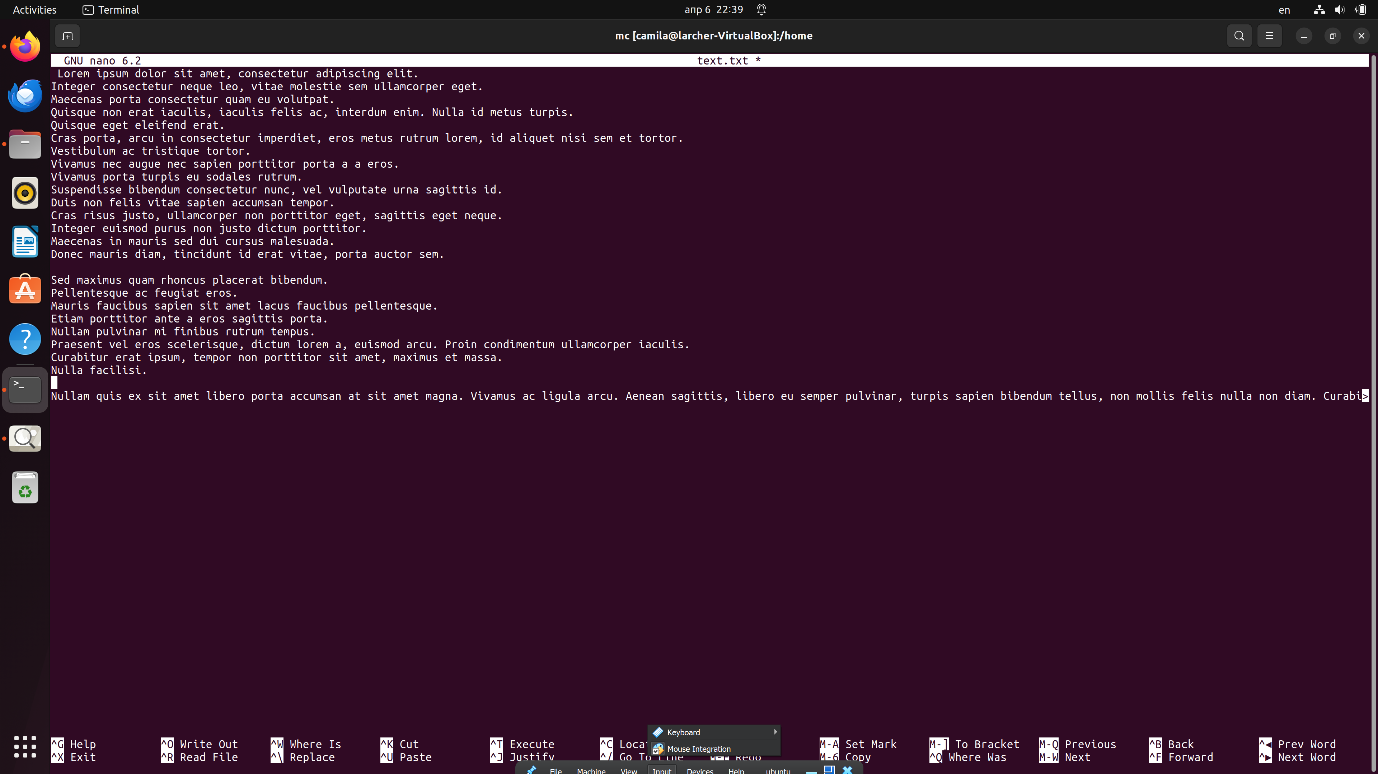 Activities Terminal апр 6 22:39 en
mc [camila@larcher-VirtualBox]:/home
GNU nano 6.2 text.txt *
Lorem ipsum dolor sit amet, consectetur adipiscing elit.
Integer consectetur neque leo, vitae molestie sem ullamcorper eget.
Maecenas porta consectetur quam eu volutpat.
Quisque non erat iaculis, iaculis felis ac, interdum enim. Nulla id metus turpis.
Quisque eget eleifend erat.
Cras porta, arcu in consectetur imperdiet, eros metus rutrum lorem, id aliquet nisi sem et tortor.
Vestibulum ac tristique tortor.
Vivamus nec augue nec sapien porttitor porta a a eros.
Vivamus porta turpis eu sodales rutrum.
Suspendisse bibendum consectetur nunc, vel vulputate urna sagittis id.
Duis non felis vitae sapien accumsan tempor.
Cras risus justo, ullamcorper non porttitor eget, sagittis eget neque.
Integer euismod purus non justo dictum porttitor.
Maecenas in mauris sed dui cursus malesuada.
Donec mauris diam, tincidunt id erat vitae, porta auctor sem.
Sed maximus quam rhoncus placerat bibendum.
Pellentesque ac feugiat eros.
Mauris faucibus sapien sit amet lacus faucibus pellentesque.
Etiam porttitor ante a eros sagittis porta.
Nullam pulvinar mi finibus rutrum tempus.
Praesent vel eros scelerisque, dictum lorem a, euismod arcu. Proin condimentum ullamcorper iaculis.
Curabitur erat ipsum, tempor non porttitor sit amet, maximus et massa.
Nulla facilisi.
Nullam quis ex sit amet libero porta accumsan at sit amet magna. Vivamus ac ligula arcu. Aenean sagittis, libero eu semper pulvinar, turpis sapien bibendum tellus, non mollis felis nulla non diam. Curabi>
Keyboard
Mouse Integration
^G Help ^O Write Out ^W Where Is ^K Cut ^T Execute ^C Loca M-A Set Mark M-] To Bracket M-Q Previous ^B Back ^◀ Prev Word
^X Exit ^R Read File ^\ Replace ^U Paste ^J Justify ^/ Go To Line Redo M-6 Copy ^Q Where Was M-W Next ^F Forward ^▶ Next Word
File Machine View Input Devices Help ubuntu